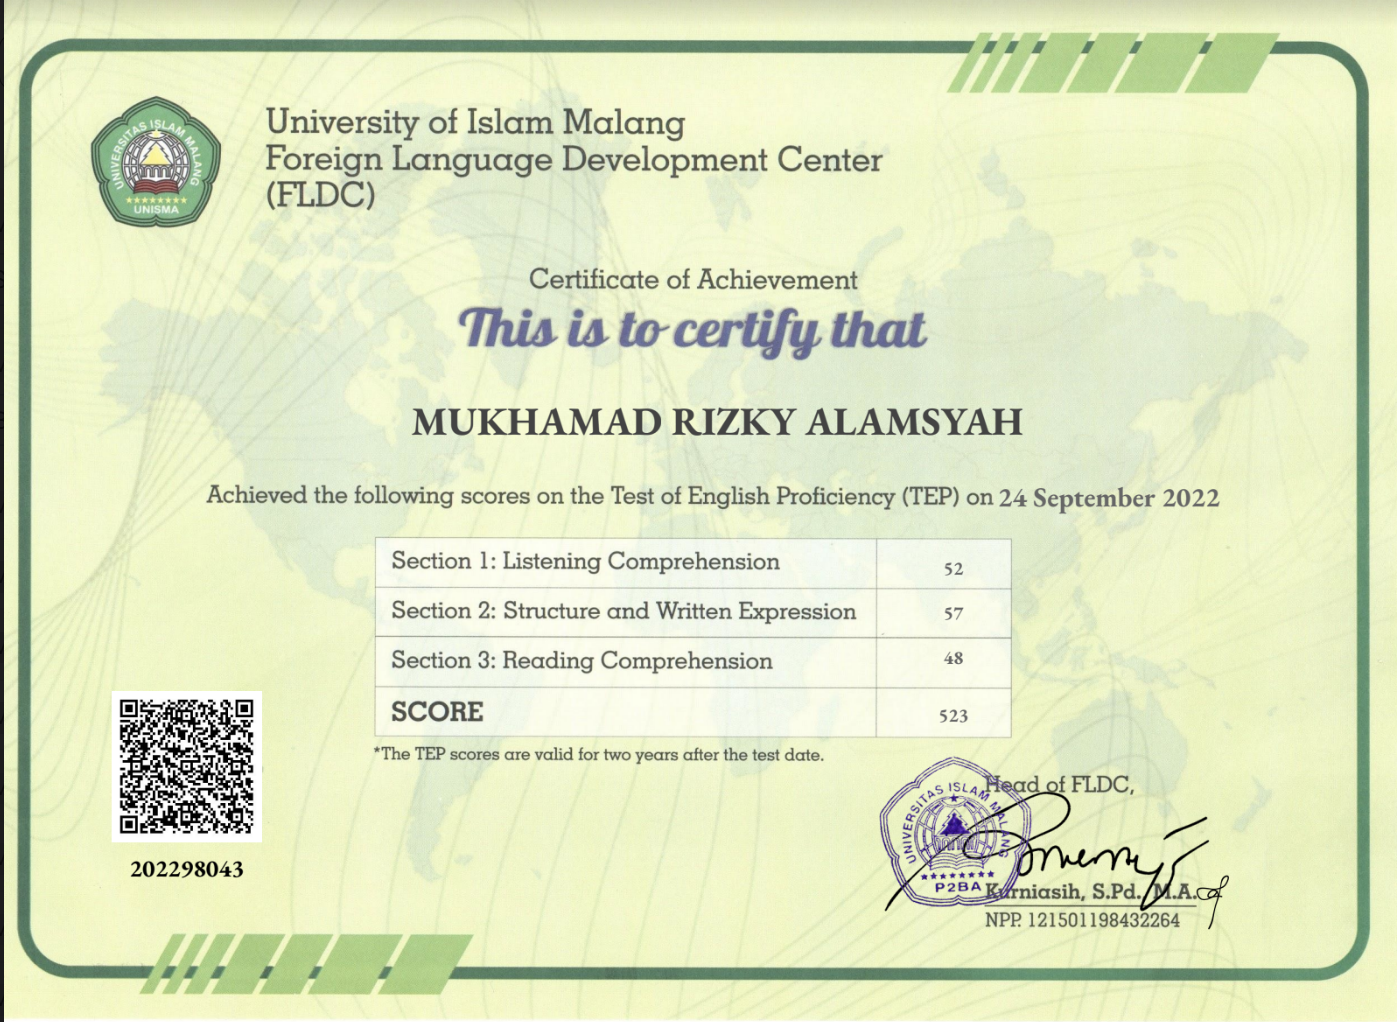 UNIVERSITAS ISLAM MALANG
UNISMA
University of Islam Malang
Foreign Language Development Center
(FLDC)
Certificate of Achievement
This is to certify that
MUKHAMAD RIZKY ALAMSYAH
Achieved the following scores on the Test of English Proficiency (TEP) on 24 September 2022
Section 1: Listening Comprehension 52
Section 2: Structure and Written Expression 57
Section 3: Reading Comprehension 48
SCORE 523
*The TEP scores are valid for two years after the test date.
202298043
Head of FLDC,
UNIVERSITAS ISLAM MALANG
P2BA
Kurniasih, S.Pd., M.A.
NPP. 121501198432264